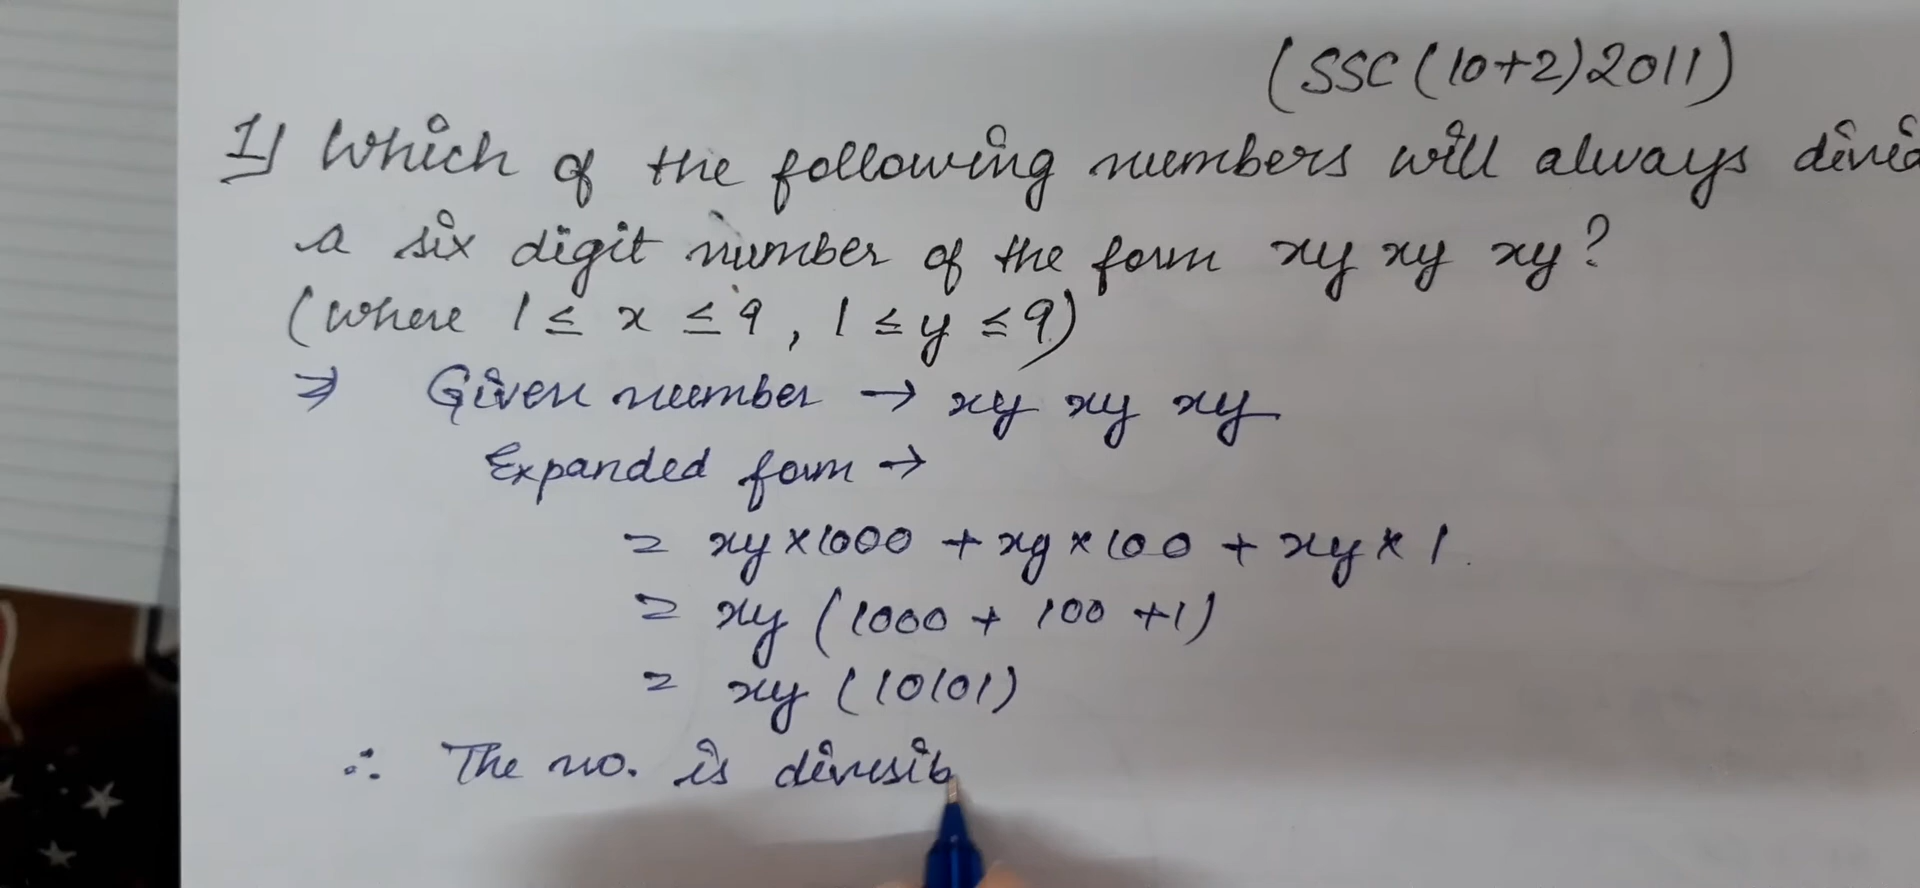 (SSC (10+2) 2011)
1) Which of the following numbers will always
a six digit number of the form xy xy xy?
(where 1 ≤ x ≤ 9, 1 ≤ y ≤ 9)
⇒ Given number → xy xy xy
Expanded form →
= xy × 1000 + xy × 100 + xy × 1
= xy (1000 + 100 + 1)
= xy (10101)
∴ The no. is divisib